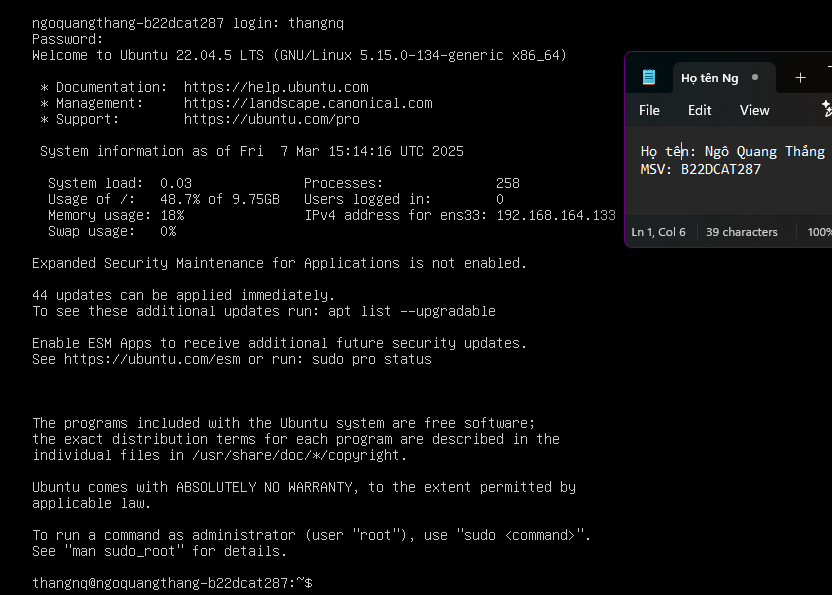 ngoquangthang-b22dcat287 login: thangnq
Password:
Welcome to Ubuntu 22.04.5 LTS (GNU/Linux 5.15.0-134-generic x86_64)
* Documentation:  https://help.ubuntu.com
* Management:     https://landscape.canonical.com
* Support:        https://ubuntu.com/pro
System information as of Fri  7 Mar 15:14:16 UTC 2025
System load:  0.03              Processes:              258
Usage of /:   48.7% of 9.75GB   Users logged in:        0
Memory usage: 18%               IPv4 address for ens33: 192.168.164.133
Swap usage:   0%
Expanded Security Maintenance for Applications is not enabled.
44 updates can be applied immediately.
To see these additional updates run: apt list --upgradable
Enable ESM Apps to receive additional future security updates.
See https://ubuntu.com/esm or run: sudo pro status
The programs included with the Ubuntu system are free software;
the exact distribution terms for each program are described in the
individual files in /usr/share/doc/*/copyright.
Ubuntu comes with ABSOLUTELY NO WARRANTY, to the extent permitted by
applicable law.
To run a command as administrator (user "root"), use "sudo <command>".
See "man sudo_root" for details.
thangnq@ngoquangthang-b22dcat287:~$
Họ tên Ng
File Edit View
Họ tên: Ngô Quang Thắng
MSV: B22DCAT287
Ln 1, Col 6 39 characters 100%